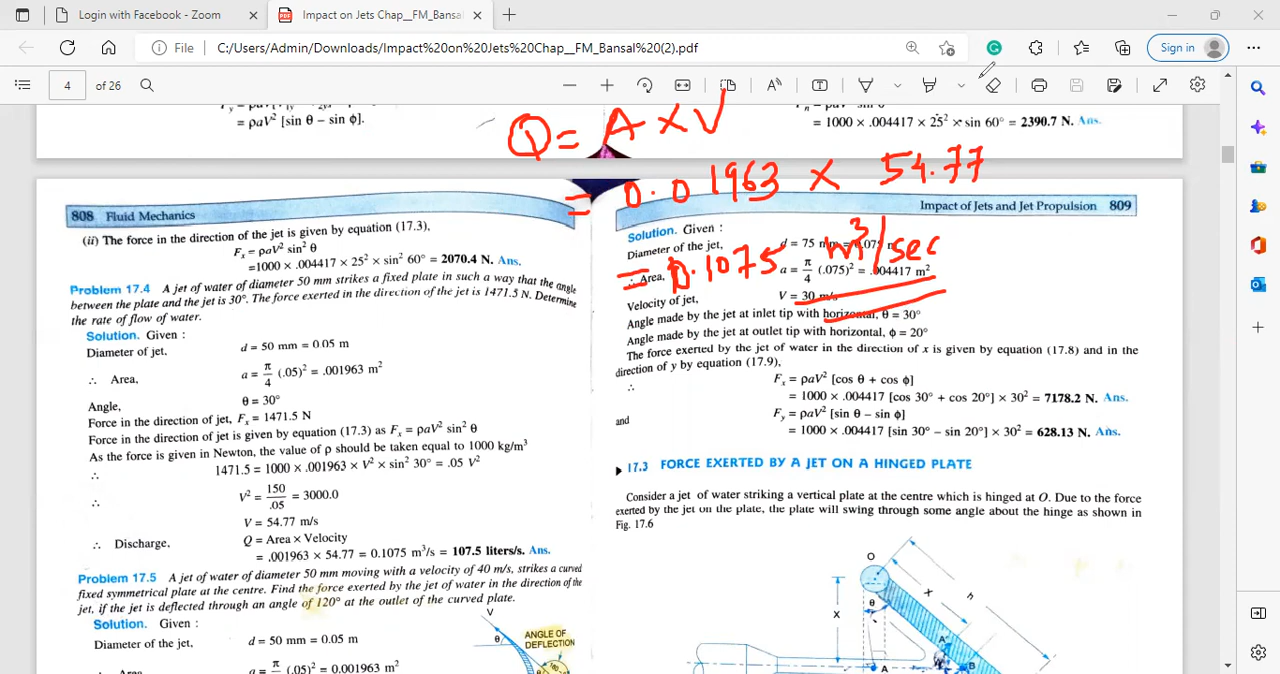 Login with Facebook - Zoom
Impact on Jets Chap__FM_Bansal
File
C:/Users/Admin/Downloads/Impact%20on%20Jets%20Chap__FM_Bansal%20(2).pdf
Sign in
4 of 26
= ρaV² [sin θ – sin ϕ].
= 1000 × .004417 × 25² × sin 60° = 2390.7 N. Ans.
Q = A × V
= 0.01963 × 54.77
= 0.1075 m³/sec
808 Fluid Mechanics
(ii) The force in the direction of the jet is given by equation (17.3),
Fx = ρaV² sin² θ
=1000 × .004417 × 25² × sin² 60° = 2070.4 N. Ans.
Problem 17.4 A jet of water of diameter 50 mm strikes a fixed plate in such a way that the angle
between the plate and the jet is 30°. The force exerted in the direction of the jet is 1471.5 N. Determine
the rate of flow of water.
Solution. Given :
Diameter of jet, d = 50 mm = 0.05 m
∴ Area, a = π/4 (.05)² = .001963 m²
Angle, θ = 30°
Force in the direction of jet, Fx = 1471.5 N
Force in the direction of jet is given by equation (17.3) as Fx = ρaV² sin² θ
As the force is given in Newton, the value of ρ should be taken equal to 1000 kg/m³
∴ 1471.5 = 1000 × .001963 × V² × sin² 30° = .05 V²
∴ V² = 150/.05 = 3000.0
V = 54.77 m/s
∴ Discharge, Q = Area × Velocity
= .001963 × 54.77 = 0.1075 m³/s = 107.5 liters/s. Ans.
Problem 17.5 A jet of water of diameter 50 mm moving with a velocity of 40 m/s, strikes a curved
fixed symmetrical plate at the centre. Find the force exerted by the jet of water in the direction of the
jet, if the jet is deflected through an angle of 120° at the outlet of the curved plate.
Solution. Given :
Diameter of the jet, d = 50 mm = 0.05 m
a = π (.05)² = 0.001963 m²
V
θ
ANGLE OF
DEFLECTION
Impact of Jets and Jet Propulsion 809
Solution. Given :
Diameter of the jet, d = 75 mm = 0.075 m
∴ Area, a = π/4 (.075)² = .004417 m²
Velocity of jet, V = 30 m/s
Angle made by the jet at inlet tip with horizontal, θ = 30°
Angle made by the jet at outlet tip with horizontal, ϕ = 20°
The force exerted by the jet of water in the direction of x is given by equation (17.8) and in the
direction of y by equation (17.9),
∴ Fx = ρaV² [cos θ + cos ϕ]
= 1000 × .004417 [cos 30° + cos 20°] × 30² = 7178.2 N. Ans.
and Fy = ρaV² [sin θ – sin ϕ]
= 1000 × .004417 [sin 30° – sin 20°] × 30² = 628.13 N. Ans.
17.3 FORCE EXERTED BY A JET ON A HINGED PLATE
Consider a jet of water striking a vertical plate at the centre which is hinged at O. Due to the force
exerted by the jet on the plate, the plate will swing through some angle about the hinge as shown in
Fig. 17.6
O
θ
x
h
X
A'
A
B